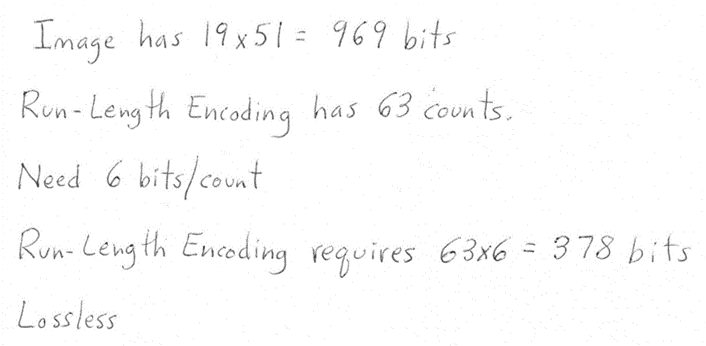 Image has 19x51 = 969 bits
Run-Length Encoding has 63 counts.
Need 6 bits/count
Run-Length Encoding requires 63x6 = 378 bits
Lossless